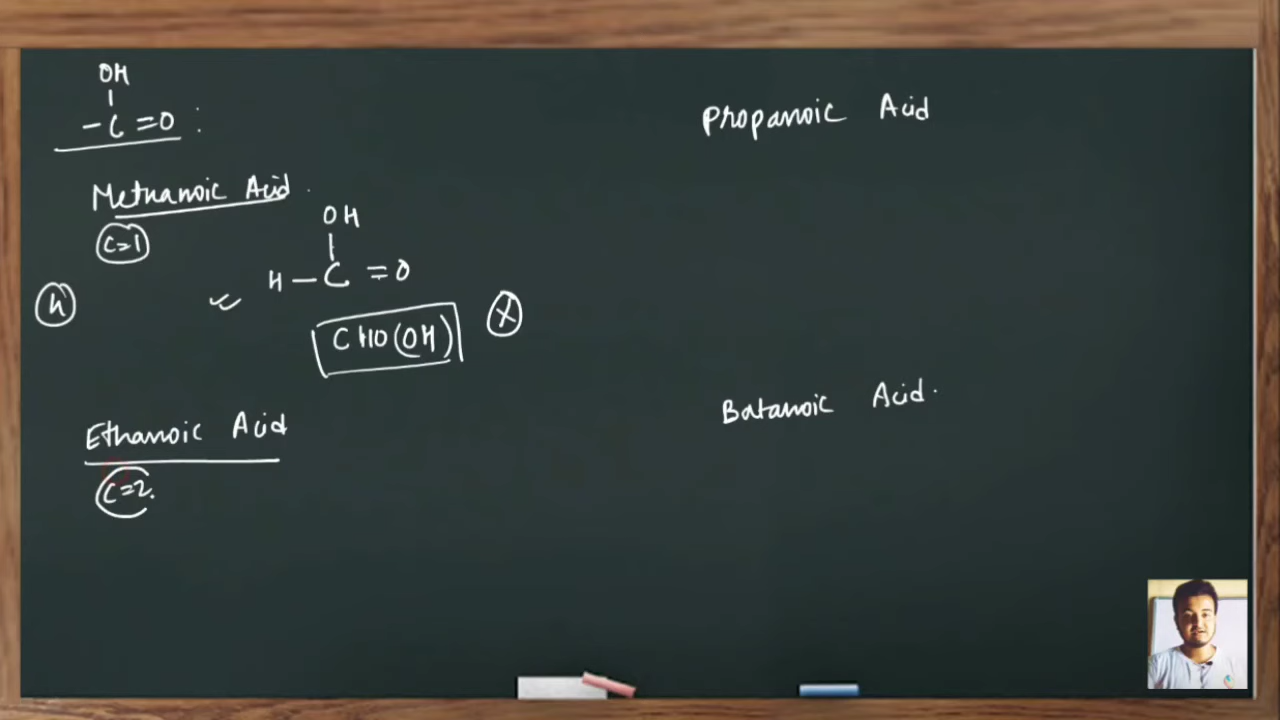 OH
|
-C=O :
Methanoic Acid.
C=1
OH
|
H-C=O
h
CHO(OH) X
Ethanoic Acid
C=2.
Propanoic Acid
Butanoic Acid.